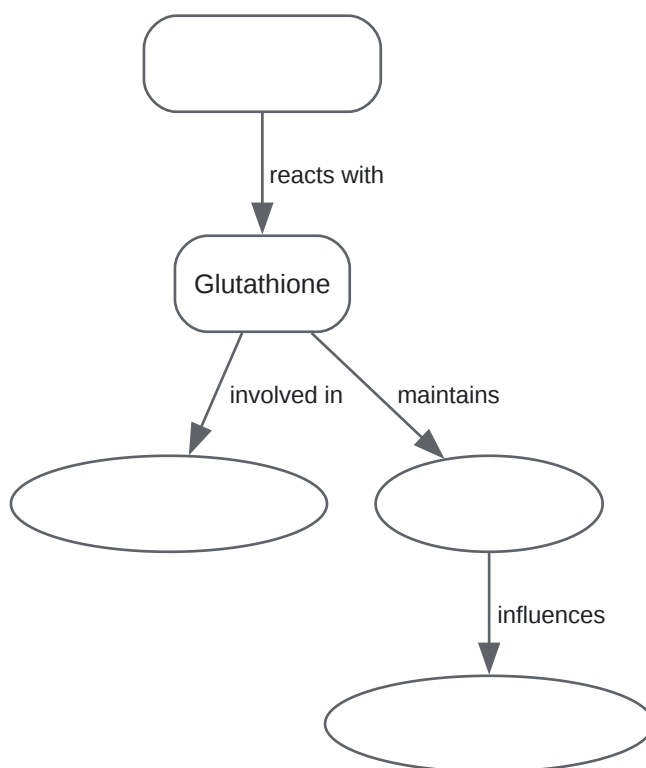 reacts with
Glutathione
involved in
maintains
influences